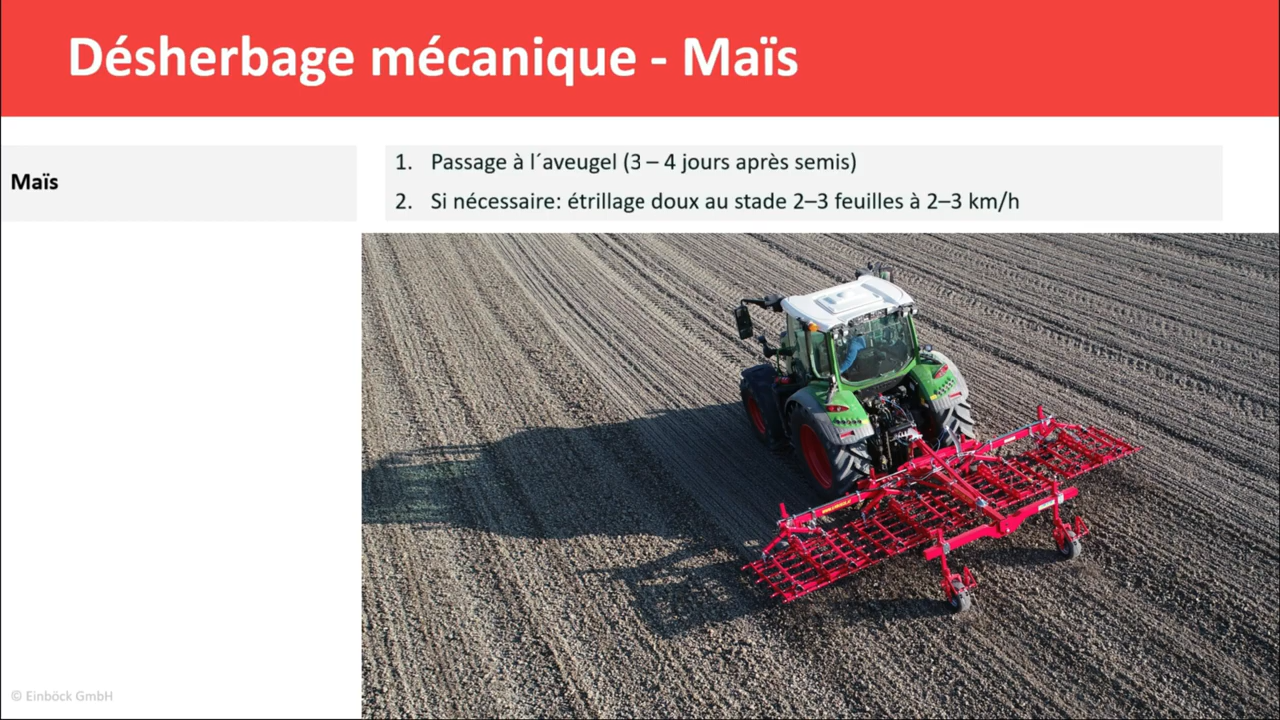 Désherbage mécanique - Maïs
Maïs
1. Passage à l´aveugel (3 – 4 jours après semis)
2. Si nécessaire: étrillage doux au stade 2–3 feuilles à 2–3 km/h
© Einböck GmbH